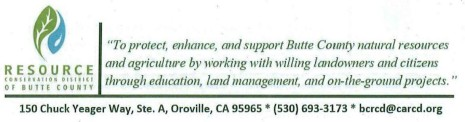 RESOURCE
CONSERVATION DISTRICT
OF BUTTE COUNTY
"To protect, enhance, and support Butte County natural resources
and agriculture by working with willing landowners and citizens
through education, land management, and on-the-ground projects."
150 Chuck Yeager Way, Ste. A, Oroville, CA 95965 * (530) 693-3173 * bcrcd@carcd.org